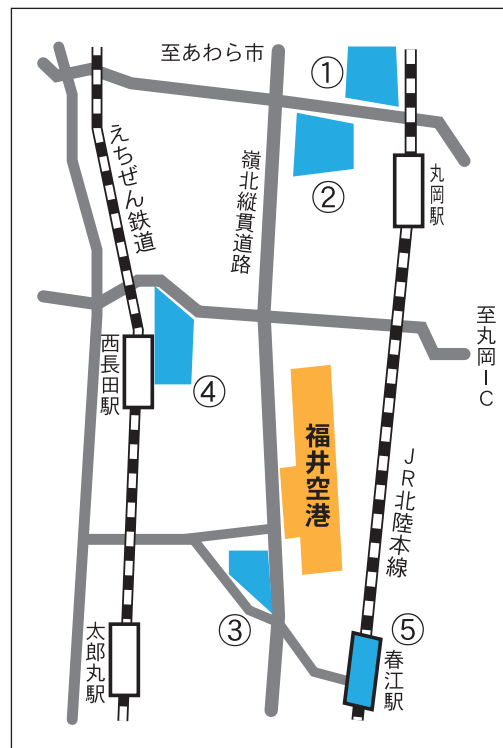 至あわら市
①
えちぜん鉄道
嶺北縦貫道路
②
丸岡駅
至丸岡IC
西長田駅
④
福井空港
JR北陸本線
③
⑤
太郎丸駅
春江駅